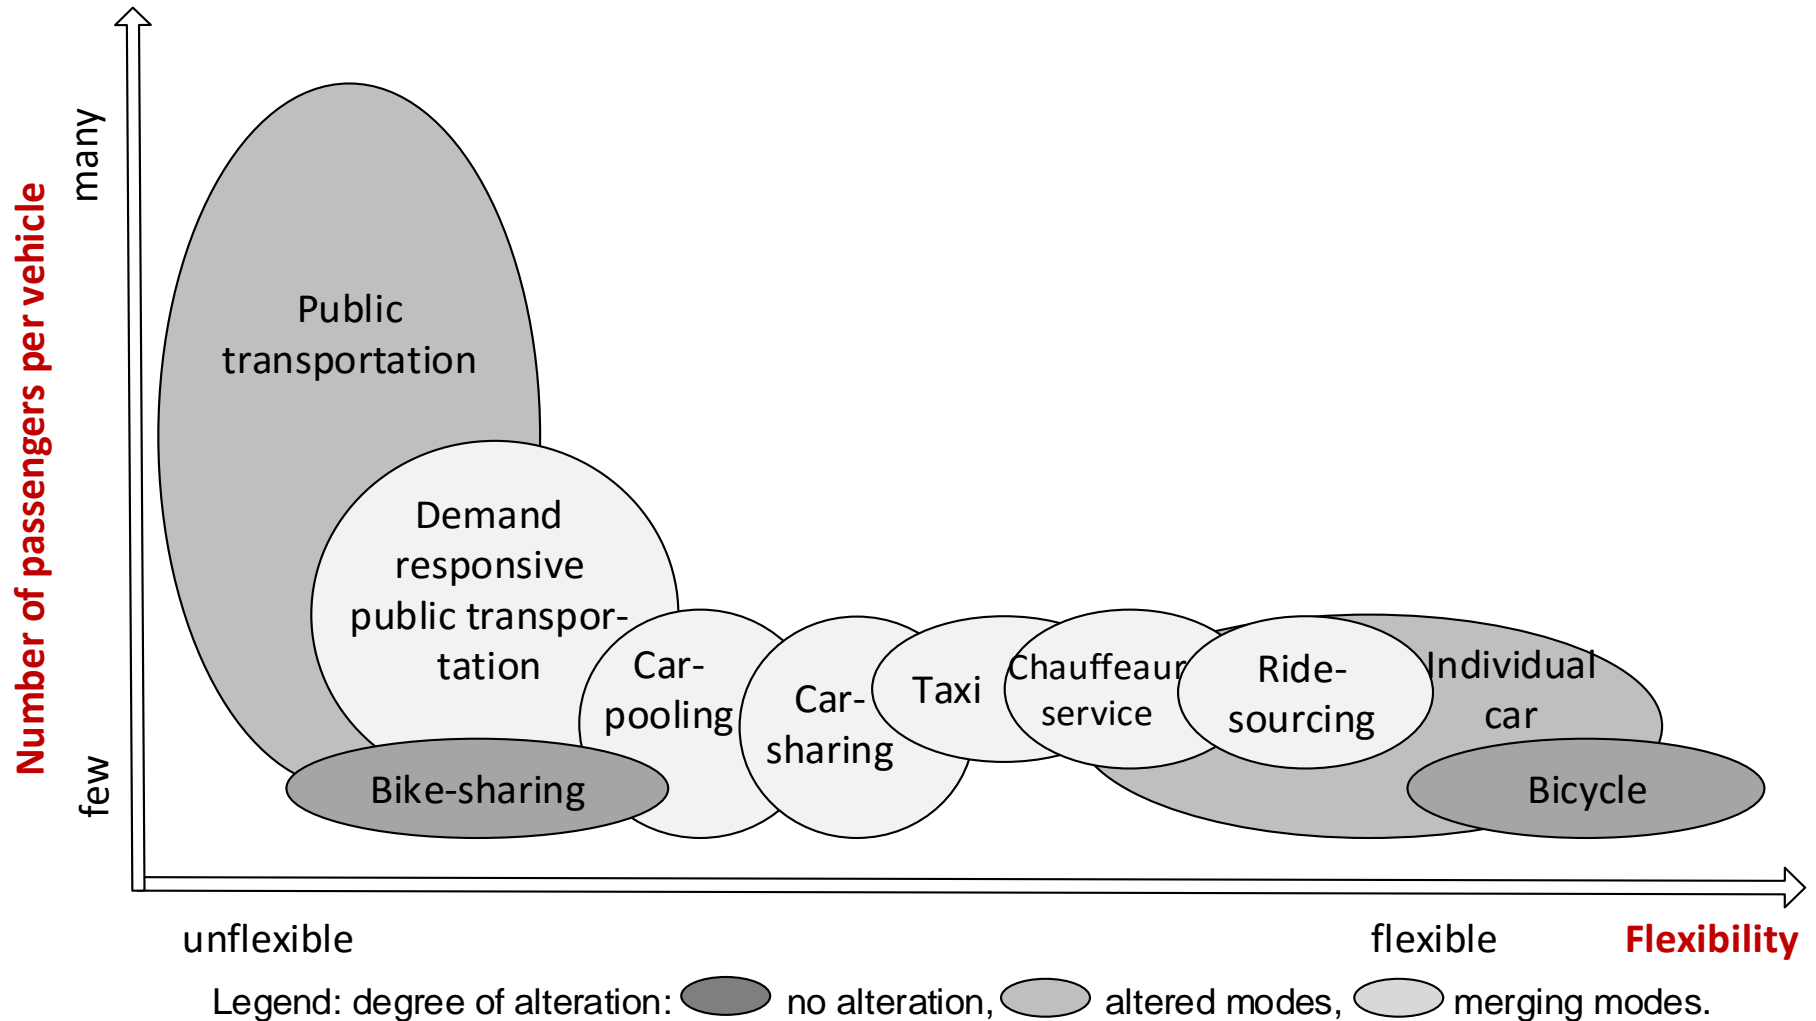 many
Number of passengers per vehicle
few
Public
transportation
Demand
responsive
public transpor-
tation
Car-
pooling
Car-
sharing
Taxi
Chauffeaur
service
Ride-
sourcing
Individual
car
Bike-sharing
Bicycle
unflexible
flexible
Flexibility
Legend: degree of alteration: no alteration, altered modes, merging modes.